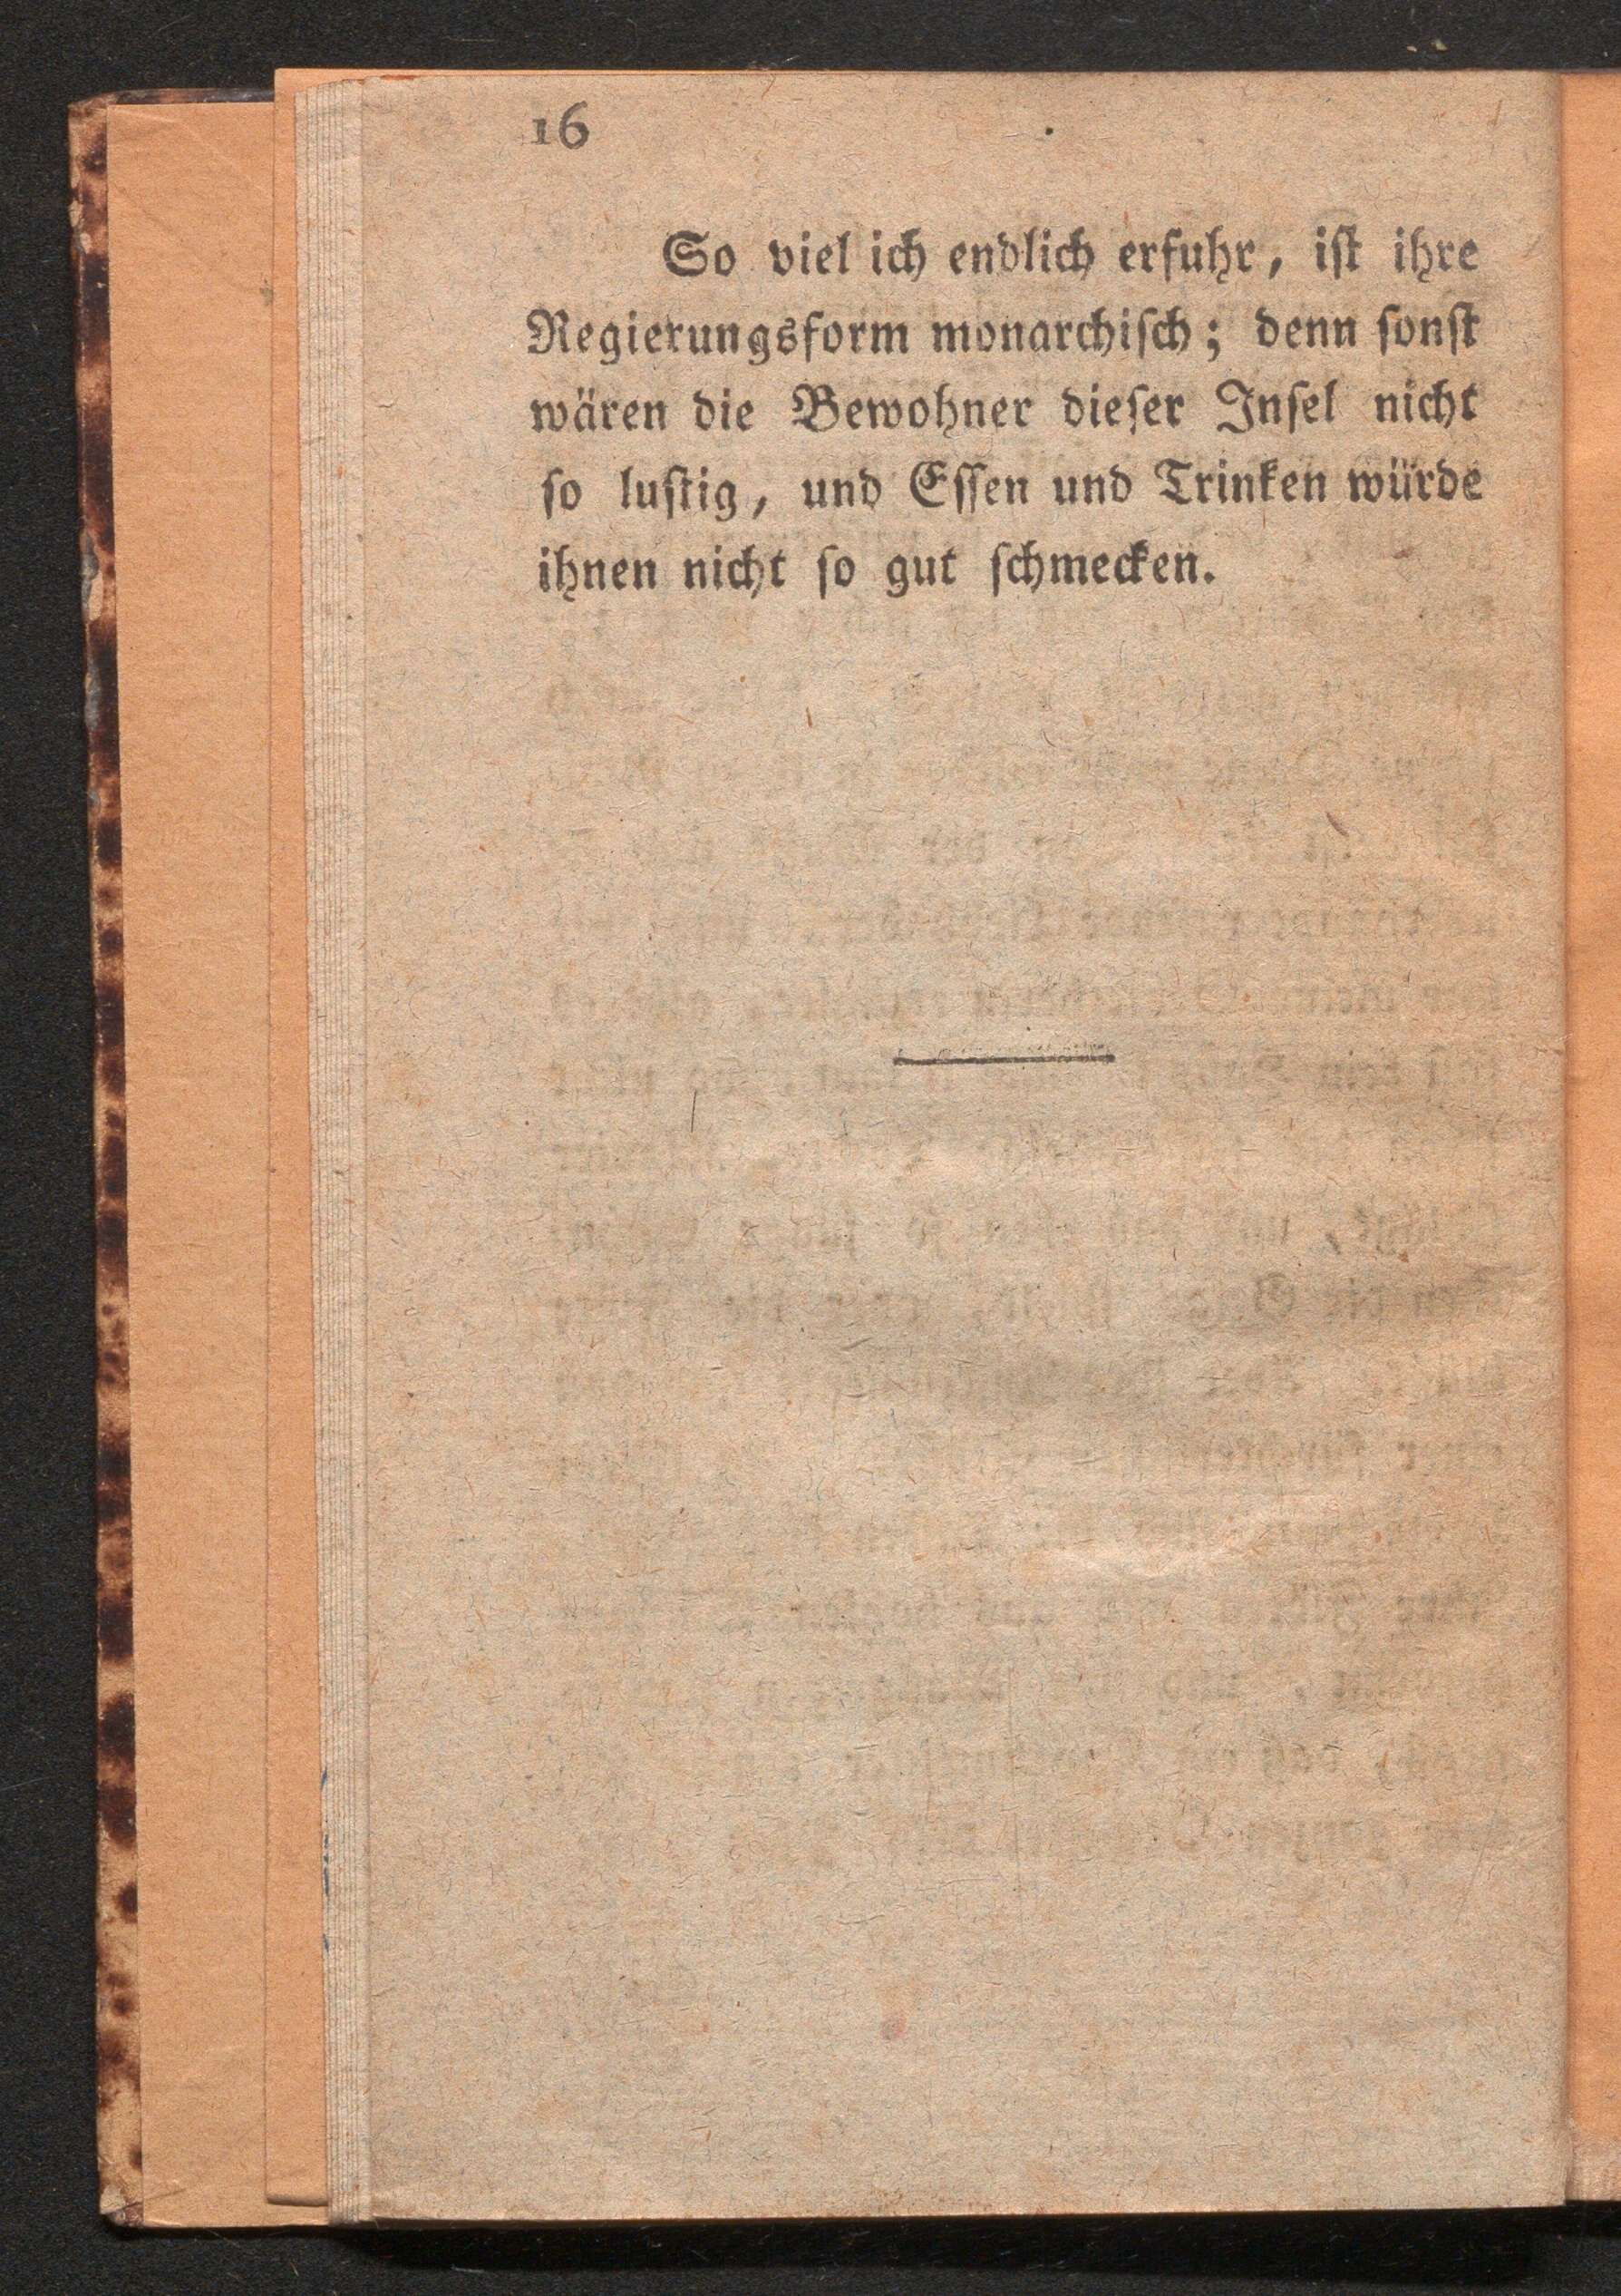 16
So viel ich endlich erfuhr, iſt ihre
Regierungsform monarchiſch; denn ſonſt
wären die Bewohner dieſer Inſel nicht
ſo luſtig, und Eſſen und Trinken würde
ihnen nicht ſo gut ſchmecken.